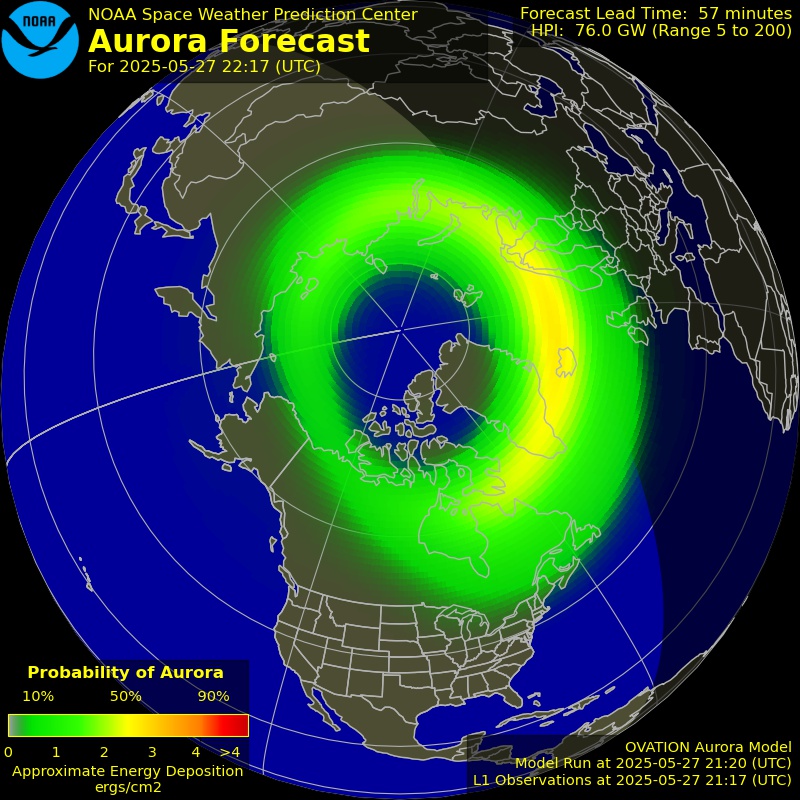 NOAA
NOAA Space Weather Prediction Center
Aurora Forecast
For 2025-05-27 22:17 (UTC)
Forecast Lead Time: 57 minutes
HPI: 76.0 GW (Range 5 to 200)
Probability of Aurora
10% 50% 90%
0 1 2 3 4 >4
Approximate Energy Deposition
ergs/cm2
OVATION Aurora Model
Model Run at 2025-05-27 21:20 (UTC)
L1 Observations at 2025-05-27 21:17 (UTC)